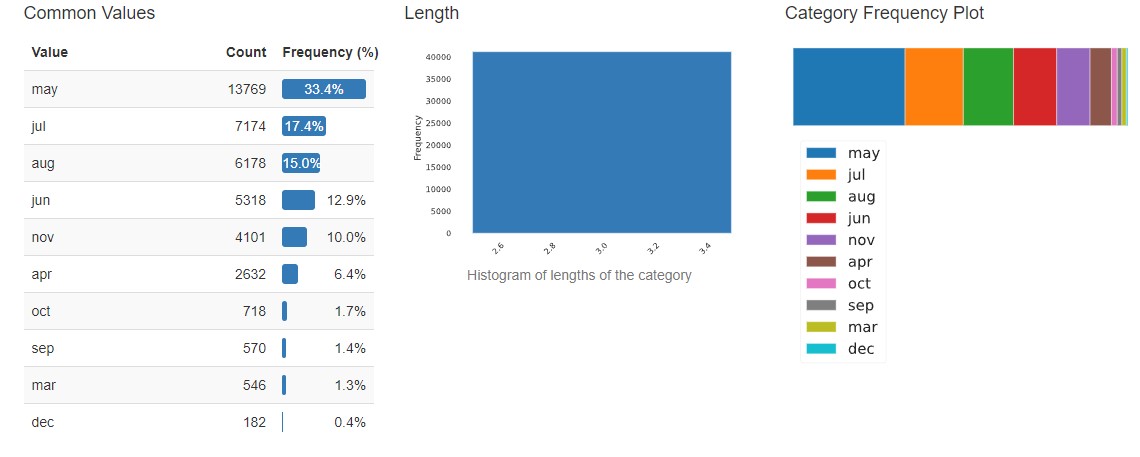 Common Values
Value Count Frequency (%)
may 13769 33.4%
jul 7174 17.4%
aug 6178 15.0%
jun 5318 12.9%
nov 4101 10.0%
apr 2632 6.4%
oct 718 1.7%
sep 570 1.4%
mar 546 1.3%
dec 182 0.4%
Length
40000
35000
30000
25000
20000
15000
10000
5000
0
Frequency
2.6 2.8 3.0 3.2 3.4
Histogram of lengths of the category
Category Frequency Plot
may
jul
aug
jun
nov
apr
oct
sep
mar
dec